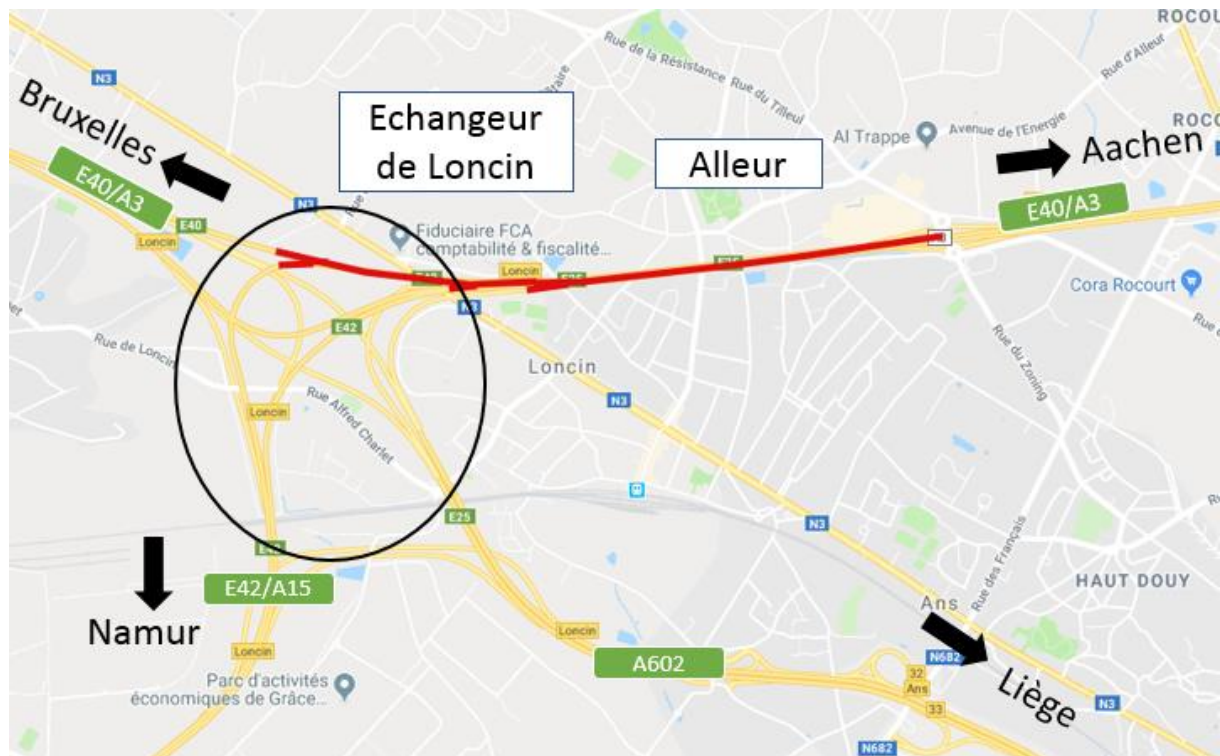 ROCOU
Rue de la Résistance
Rue du Tilleul
Rue d'Alleur
N3
Bruxelles
Echangeur
de Loncin
Alleur
Al Trappe
Avenue de l'Energie
ROCO
Aachen
E40/A3
E40/A3
E40
Loncin
N3
Fiduciaire FCA
comptabilité & fiscalité...
Loncin
N3
Cora Rocourt
E42
Rue de Loncin
Loncin
Rue du Zoning
Loncin
Rue Alfred Charlet
N3
E25
N3
Rue des Français
HAUT DOUY
E42/A15
Ans
Namur
Loncin
Loncin
A602
N682
32
Ans
33
Liège
N3
Parc d'activités
économiques de Grâce...
N682